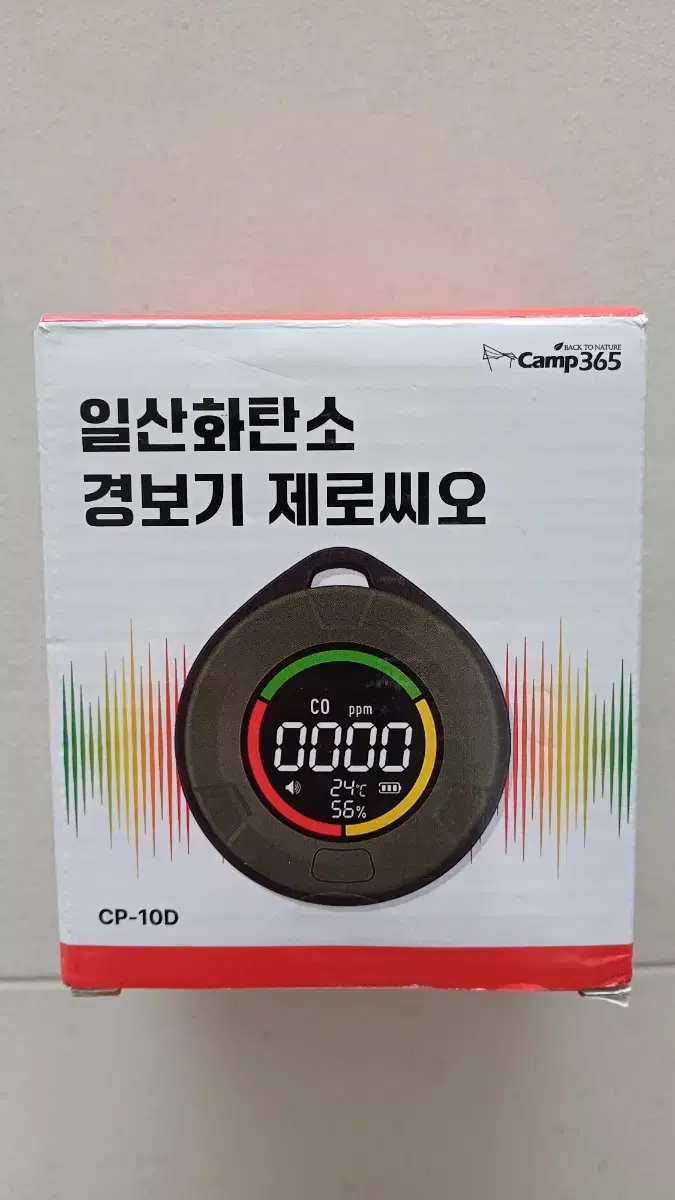 BACK TO NATURE
Camp365
일산화탄소
경보기 제로씨오
CO ppm
0000
24℃
56%
CP-10D